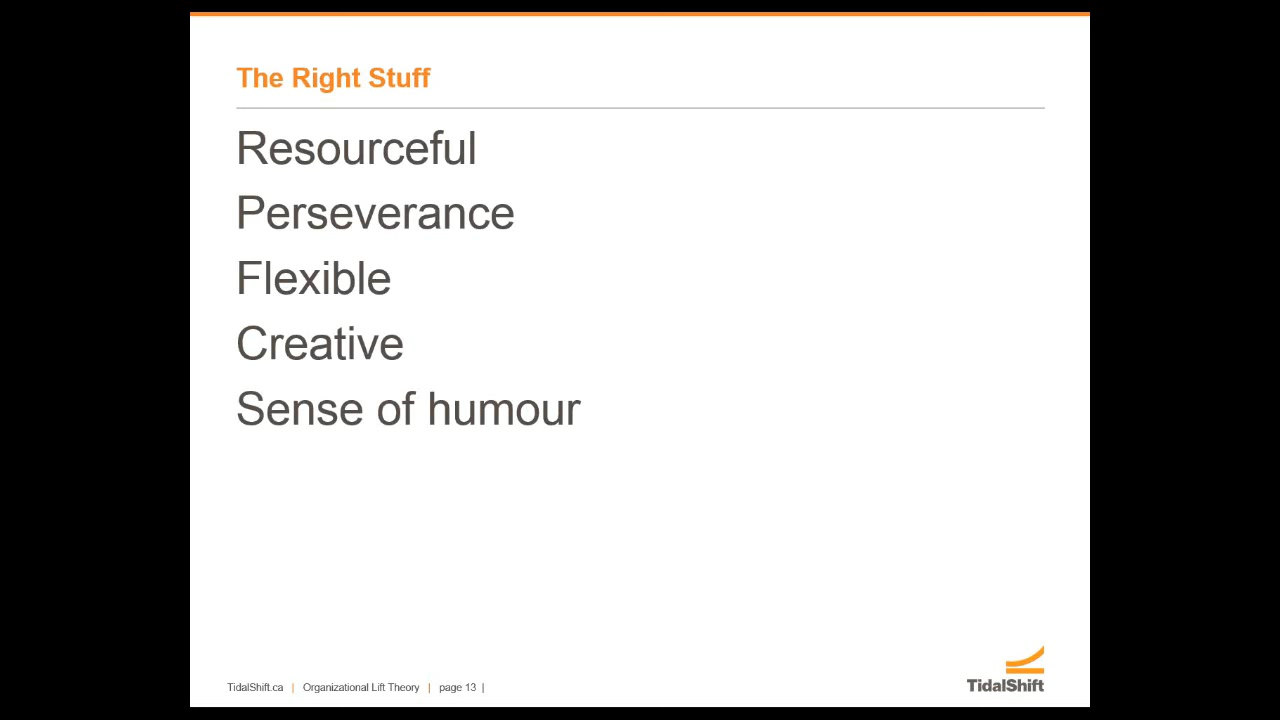 The Right Stuff
Resourceful
Perseverance
Flexible
Creative
Sense of humour
TidalShift.ca | Organizational Lift Theory | page 13 |
TidalShift